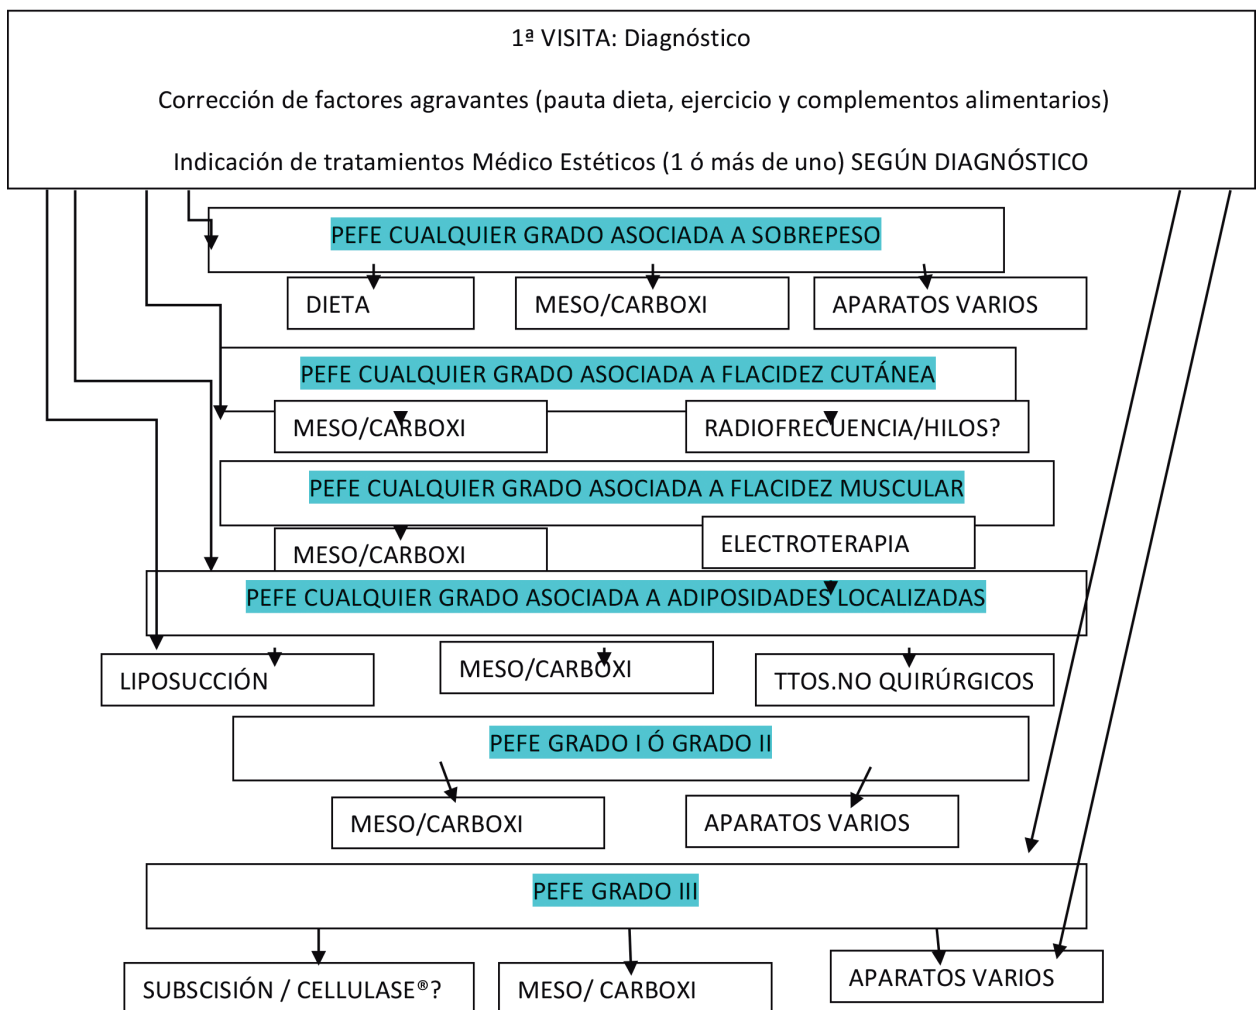 1ª VISITA: Diagnóstico
Corrección de factores agravantes (pauta dieta, ejercicio y complementos alimentarios)
Indicación de tratamientos Médico Estéticos (1 ó más de uno) SEGÚN DIAGNÓSTICO
PEFE CUALQUIER GRADO ASOCIADA A SOBREPESO
DIETA
MESO/CARBOXI
APARATOS VARIOS
PEFE CUALQUIER GRADO ASOCIADA A FLACIDEZ CUTÁNEA
MESO/CARBOXI
RADIOFRECUENCIA/HILOS?
PEFE CUALQUIER GRADO ASOCIADA A FLACIDEZ MUSCULAR
MESO/CARBOXI
ELECTROTERAPIA
PEFE CUALQUIER GRADO ASOCIADA A ADIPOSIDADES LOCALIZADAS
LIPOSUCCIÓN
MESO/CARBOXI
TTOS.NO QUIRÚRGICOS
PEFE GRADO I Ó GRADO II
MESO/CARBOXI
APARATOS VARIOS
PEFE GRADO III
SUBSCISIÓN / CELLULASE®?
MESO/ CARBOXI
APARATOS VARIOS